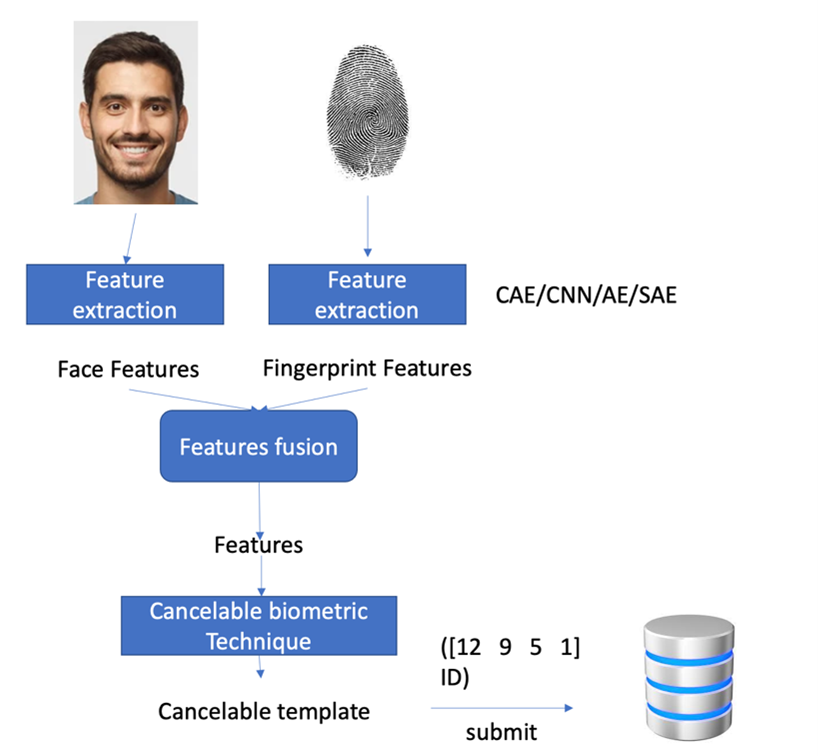 Feature
extraction
Feature
extraction
CAE/CNN/AE/SAE
Face Features
Fingerprint Features
Features fusion
Features
Cancelable biometric
Technique
([12 9 5 1]
ID)
Cancelable template
submit